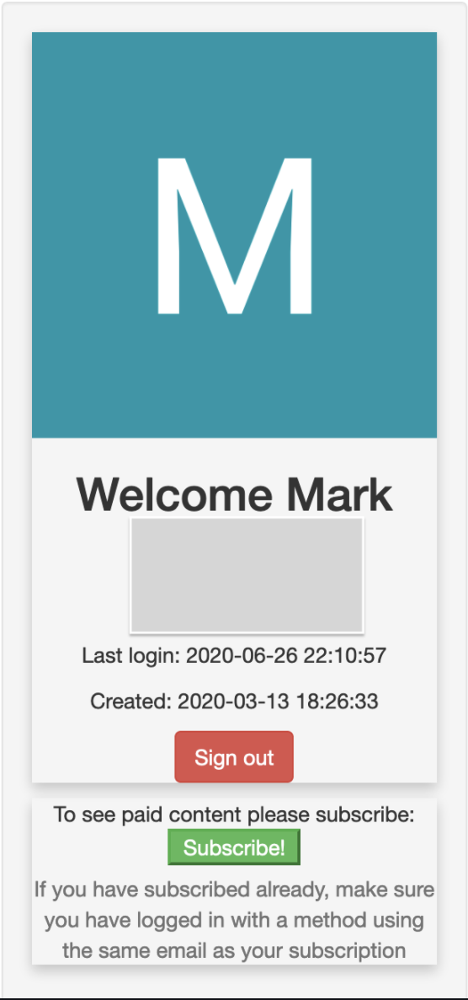 M
Welcome Mark
Last login: 2020-06-26 22:10:57
Created: 2020-03-13 18:26:33
Sign out
To see paid content please subscribe:
Subscribe!
If you have subscribed already, make sure
you have logged in with a method using
the same email as your subscription